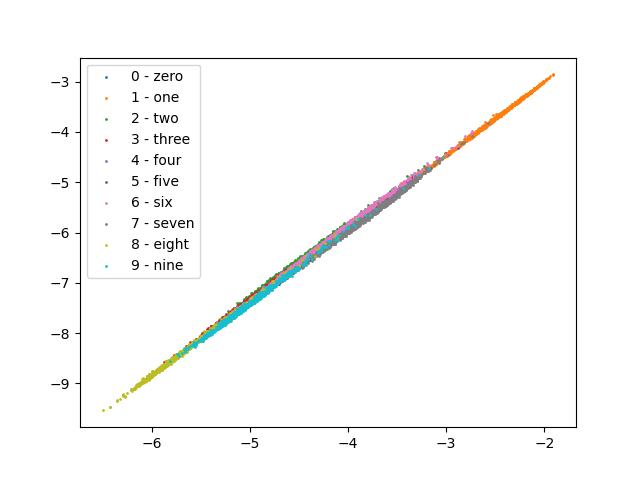 0 - zero
1 - one
2 - two
3 - three
4 - four
5 - five
6 - six
7 - seven
8 - eight
9 - nine
−3
−4
−5
−6
−7
−8
−9
−6 −5 −4 −3 −2